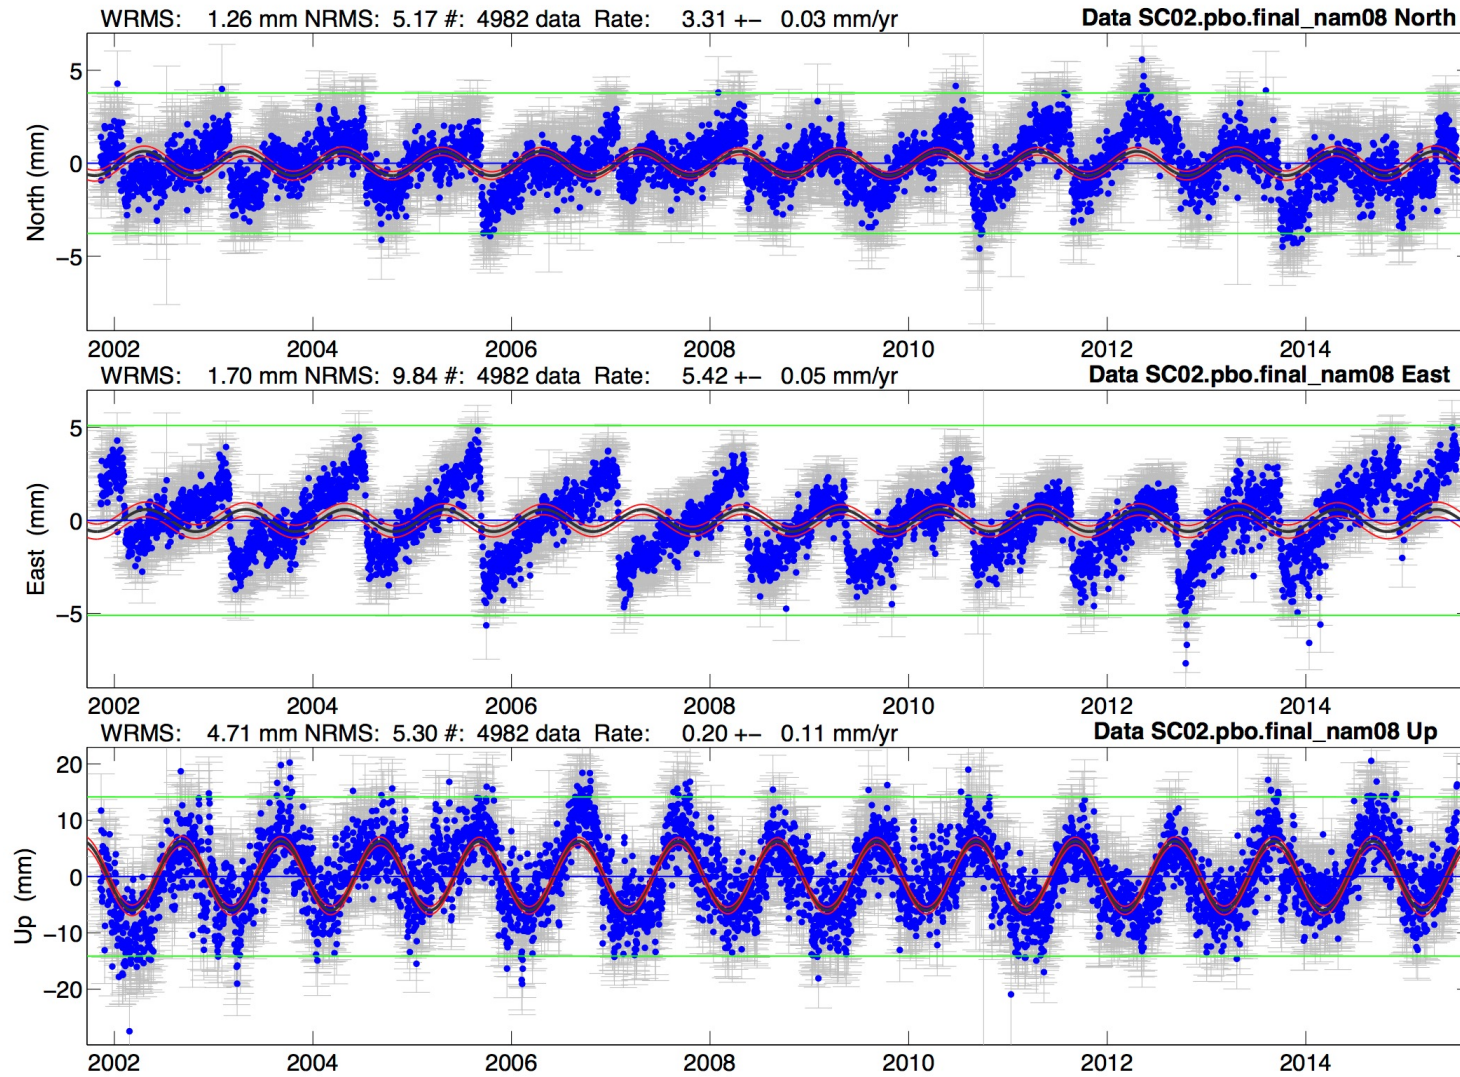 WRMS: 1.26 mm NRMS: 5.17 #: 4982 data Rate: 3.31 +− 0.03 mm/yr Data SC02.pbo.final_nam08 North
5
0
−5
North (mm)
2002 2004 2006 2008 2010 2012 2014
WRMS: 1.70 mm NRMS: 9.84 #: 4982 data Rate: 5.42 +− 0.05 mm/yr Data SC02.pbo.final_nam08 East
5
0
−5
East (mm)
2002 2004 2006 2008 2010 2012 2014
WRMS: 4.71 mm NRMS: 5.30 #: 4982 data Rate: 0.20 +− 0.11 mm/yr Data SC02.pbo.final_nam08 Up
20
10
0
−10
−20
Up (mm)
2002 2004 2006 2008 2010 2012 2014